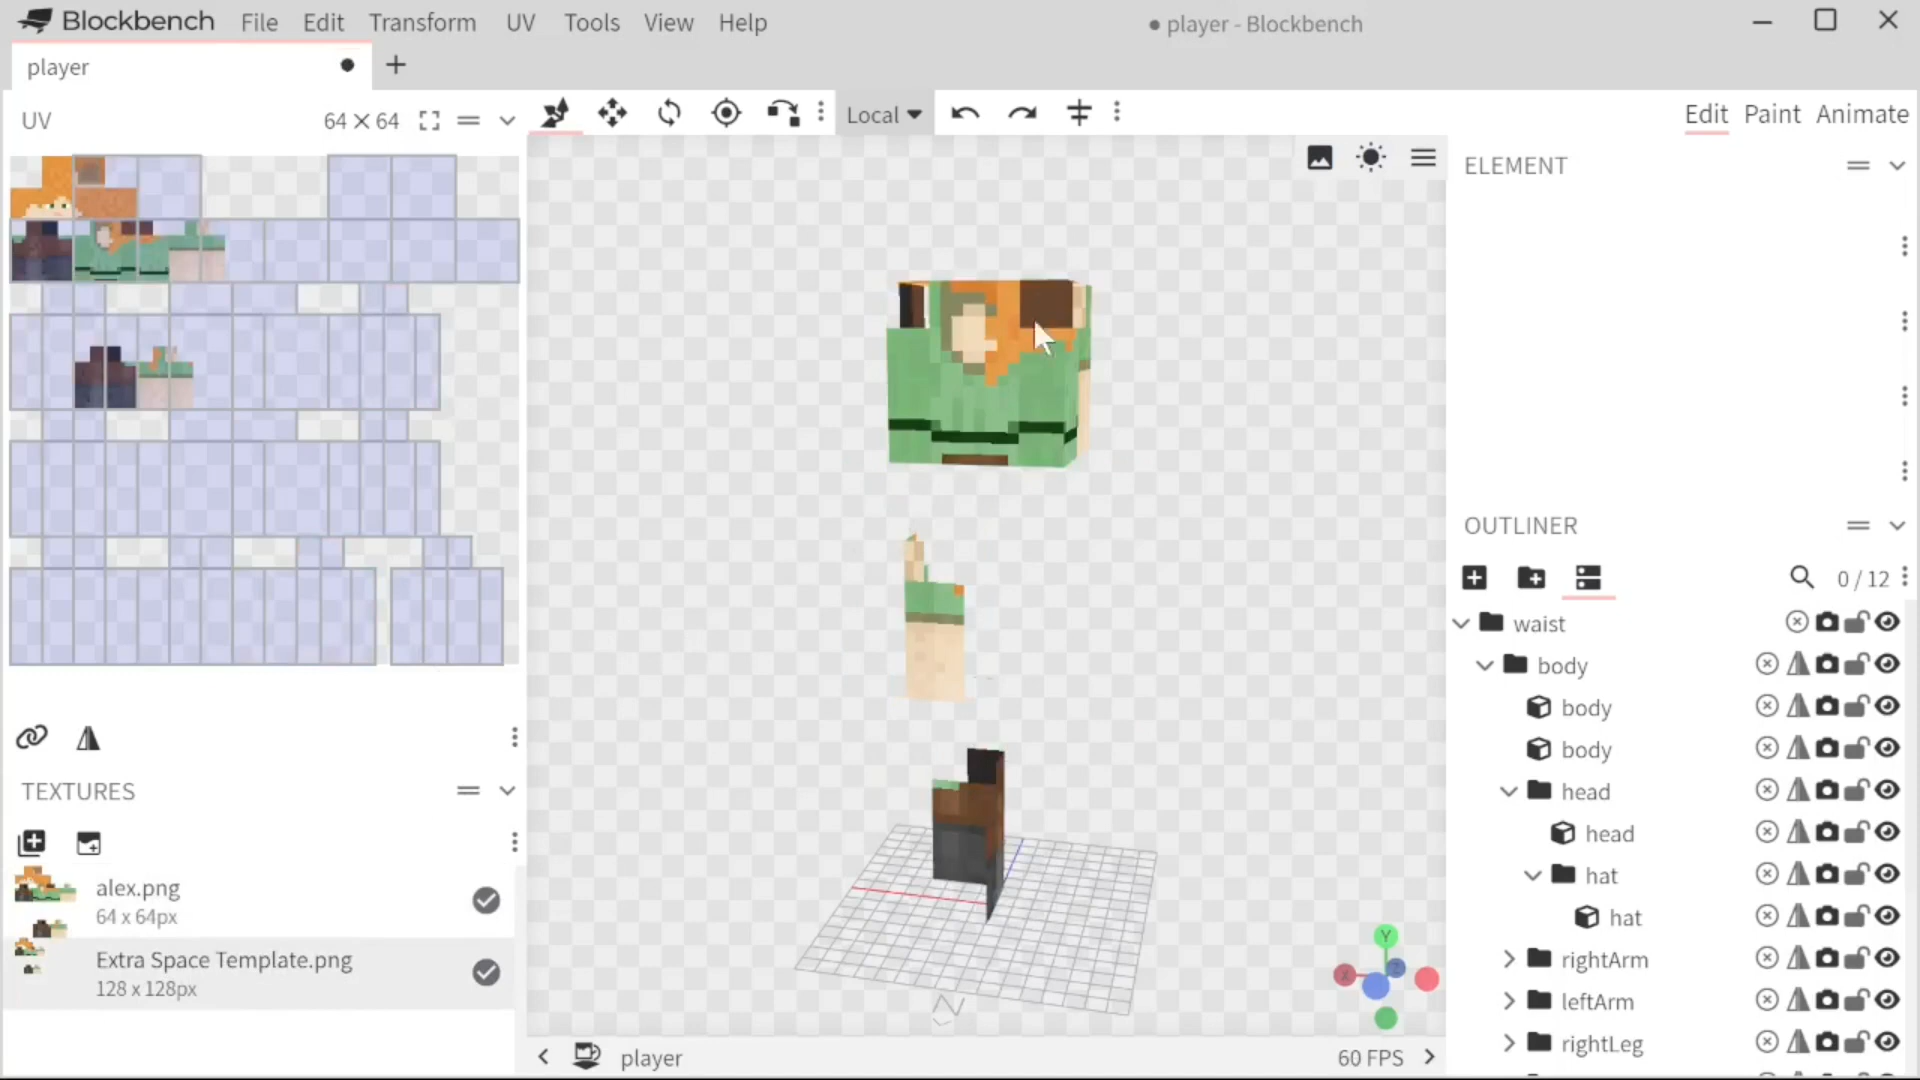 Blockbench File Edit Transform UV Tools View Help
player - Blockbench
player
UV 64 × 64
Local
Edit Paint Animate
ELEMENT
OUTLINER
0 / 12
waist
body
body
body
head
head
hat
hat
rightArm
leftArm
rightLeg
TEXTURES
alex.png
64 x 64px
Extra Space Template.png
128 x 128px
Y
X
Z
N
player
60 FPS